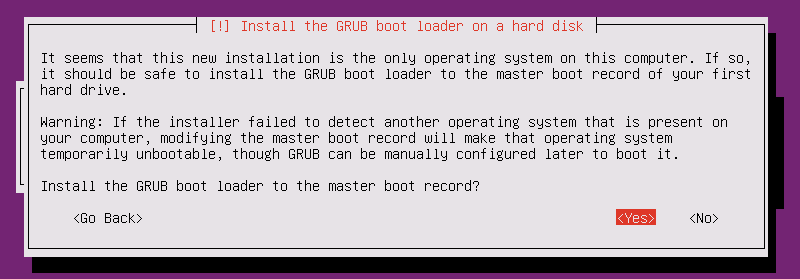 [!] Install the GRUB boot loader on a hard disk
It seems that this new installation is the only operating system on this computer. If so,
it should be safe to install the GRUB boot loader to the master boot record of your first
hard drive.
Warning: If the installer failed to detect another operating system that is present on
your computer, modifying the master boot record will make that operating system
temporarily unbootable, though GRUB can be manually configured later to boot it.
Install the GRUB boot loader to the master boot record?
<Go Back> <Yes> <No>